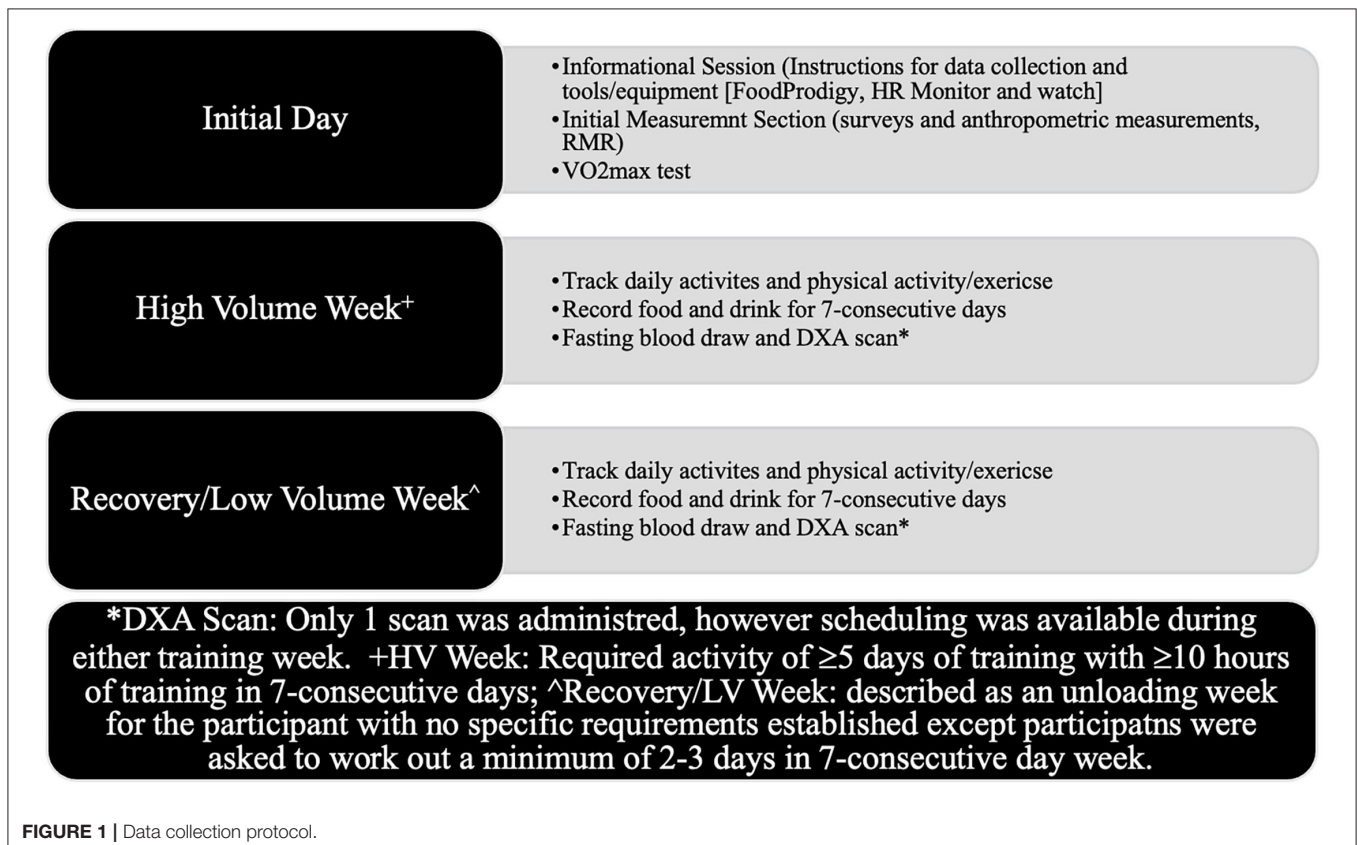 Initial Day
•Informational Session (Instructions for data collection and
tools/equipment [FoodProdigy, HR Monitor and watch]
•Initial Measuremnt Section (surveys and anthropometric measurements,
RMR)
•VO2max test
High Volume Week+
•Track daily activites and physical activity/exericse
•Record food and drink for 7-consecutive days
•Fasting blood draw and DXA scan*
Recovery/Low Volume Week^
•Track daily activites and physical activity/exericse
•Record food and drink for 7-consecutive days
•Fasting blood draw and DXA scan*
*DXA Scan: Only 1 scan was administred, however scheduling was available during
either training week. +HV Week: Required activity of ≥5 days of training with ≥10 hours
of training in 7-consecutive days; ^Recovery/LV Week: described as an unloading week
for the participant with no specific requirements established except participatns were
asked to work out a minimum of 2-3 days in 7-consecutive day week.
FIGURE 1 | Data collection protocol.